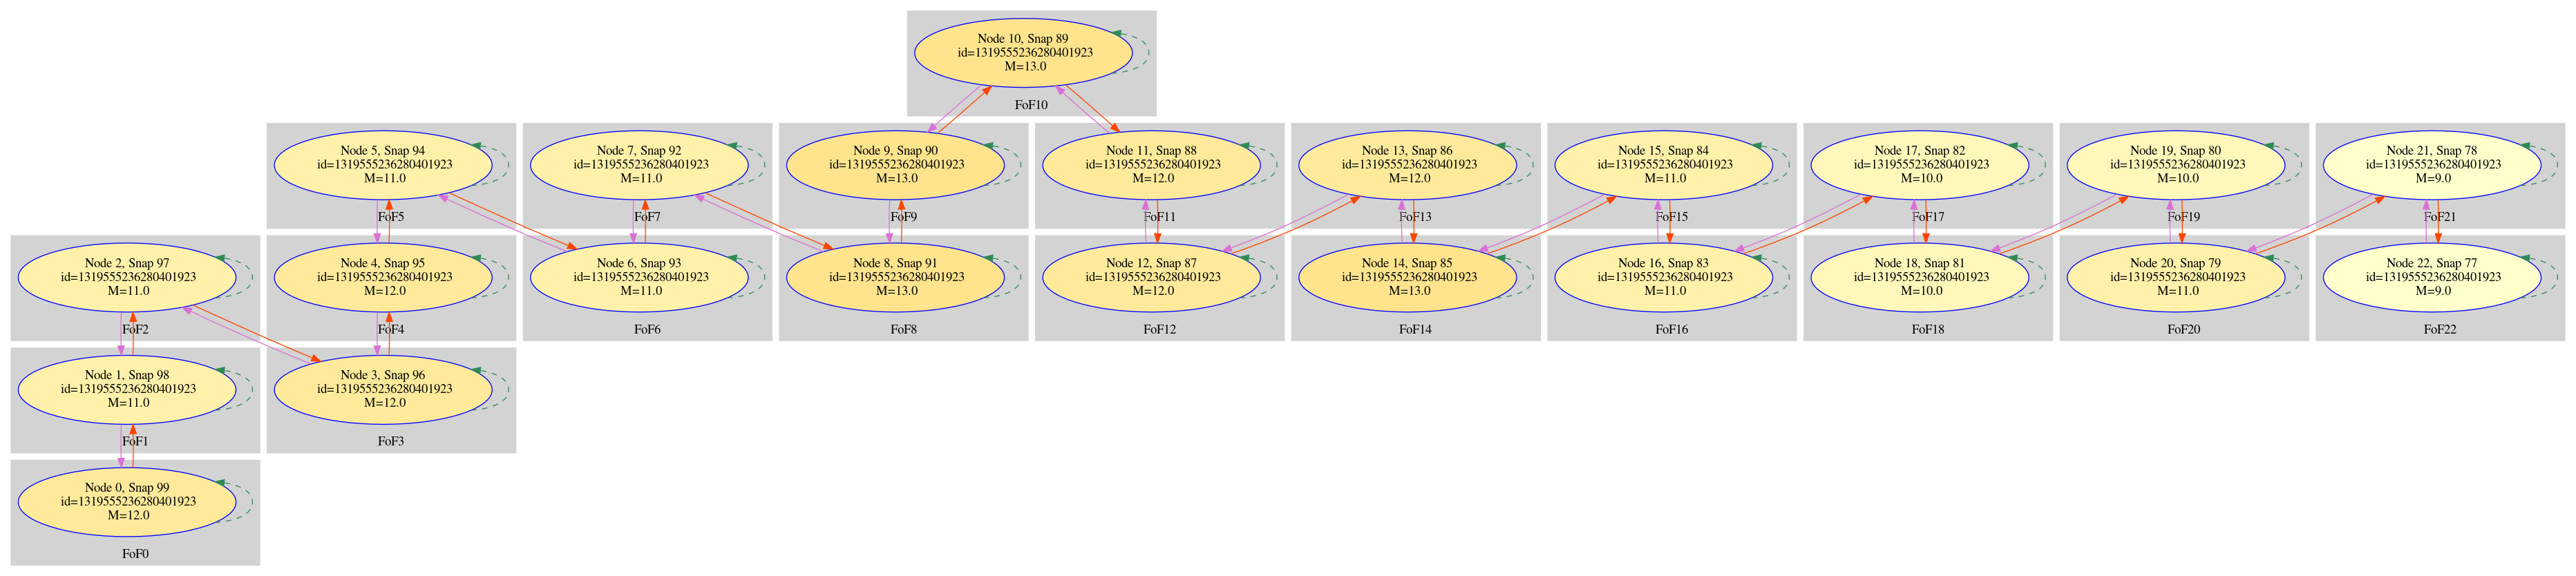 Node 10, Snap 89
id=1319555236280401923
M=13.0
FoF10
Node 5, Snap 94
id=1319555236280401923
M=11.0
FoF5
Node 7, Snap 92
id=1319555236280401923
M=11.0
FoF7
Node 9, Snap 90
id=1319555236280401923
M=13.0
FoF9
Node 11, Snap 88
id=1319555236280401923
M=12.0
FoF11
Node 13, Snap 86
id=1319555236280401923
M=12.0
FoF13
Node 15, Snap 84
id=1319555236280401923
M=11.0
FoF15
Node 17, Snap 82
id=1319555236280401923
M=10.0
FoF17
Node 19, Snap 80
id=1319555236280401923
M=10.0
FoF19
Node 21, Snap 78
id=1319555236280401923
M=9.0
FoF21
Node 2, Snap 97
id=1319555236280401923
M=11.0
FoF2
Node 4, Snap 95
id=1319555236280401923
M=12.0
FoF4
Node 6, Snap 93
id=1319555236280401923
M=11.0
FoF6
Node 8, Snap 91
id=1319555236280401923
M=13.0
FoF8
Node 12, Snap 87
id=1319555236280401923
M=12.0
FoF12
Node 14, Snap 85
id=1319555236280401923
M=13.0
FoF14
Node 16, Snap 83
id=1319555236280401923
M=11.0
FoF16
Node 18, Snap 81
id=1319555236280401923
M=10.0
FoF18
Node 20, Snap 79
id=1319555236280401923
M=11.0
FoF20
Node 22, Snap 77
id=1319555236280401923
M=9.0
FoF22
Node 1, Snap 98
id=1319555236280401923
M=11.0
FoF1
Node 3, Snap 96
id=1319555236280401923
M=12.0
FoF3
Node 0, Snap 99
id=1319555236280401923
M=12.0
FoF0